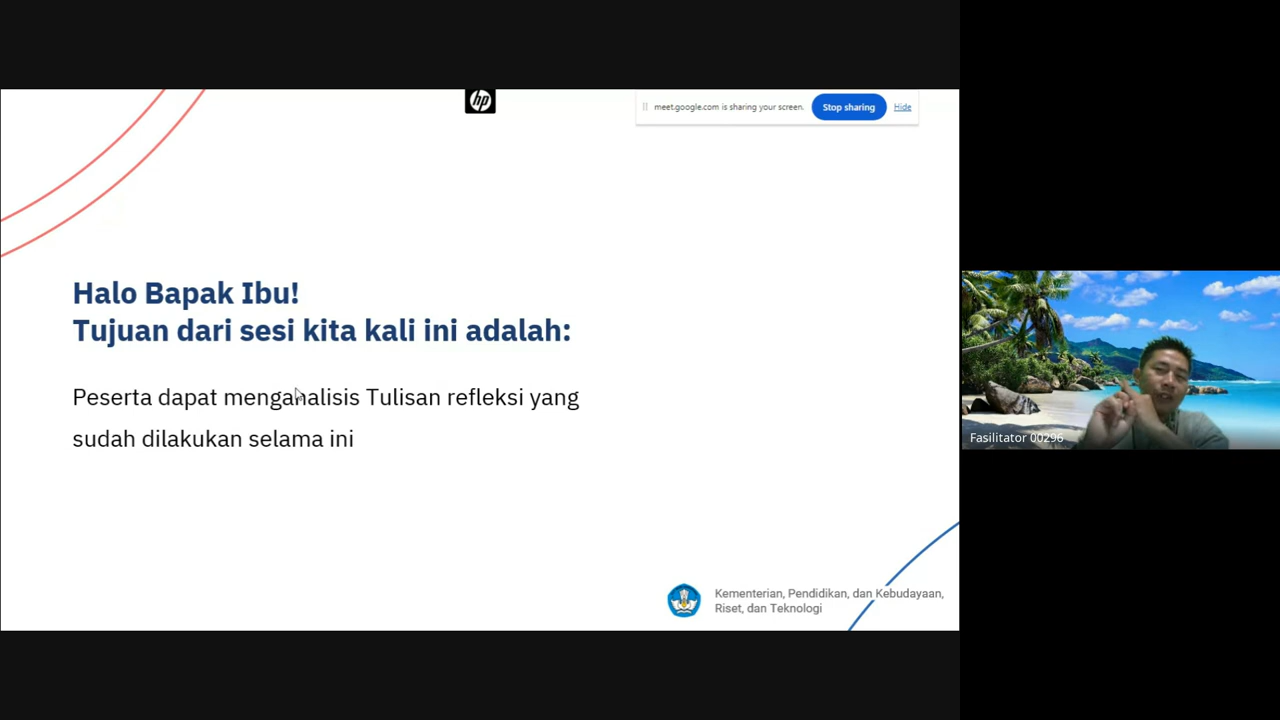 hp
meet.google.com is sharing your screen.
Stop sharing
Hide
Halo Bapak Ibu!
Tujuan dari sesi kita kali ini adalah:
Peserta dapat menganalisis Tulisan refleksi yang
sudah dilakukan selama ini
Fasilitator 00296
Kementerian, Pendidikan, dan Kebudayaan,
Riset, dan Teknologi